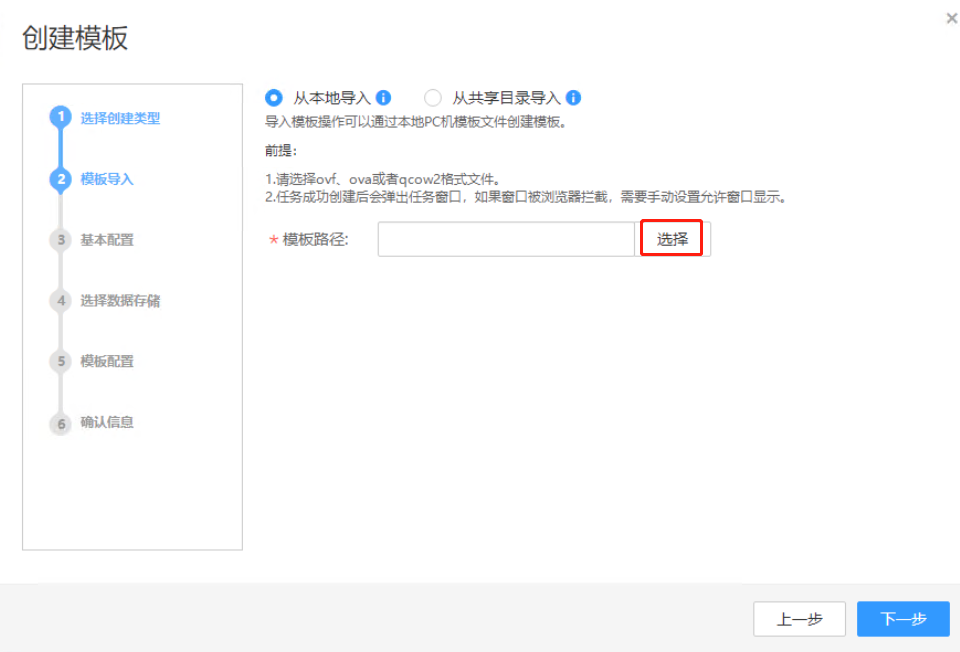 创建模板
×
1 选择创建类型
2 模板导入
3 基本配置
4 选择数据存储
5 模板配置
6 确认信息
从本地导入 i 从共享目录导入 i
导入模板操作可以通过本地PC机模板文件创建模板。
前提:
1.请选择ovf、ova或者qcow2格式文件。
2.任务成功创建后会弹出任务窗口，如果窗口被浏览器拦截，需要手动设置允许窗口显示。
* 模板路径: 选择
上一步 下一步